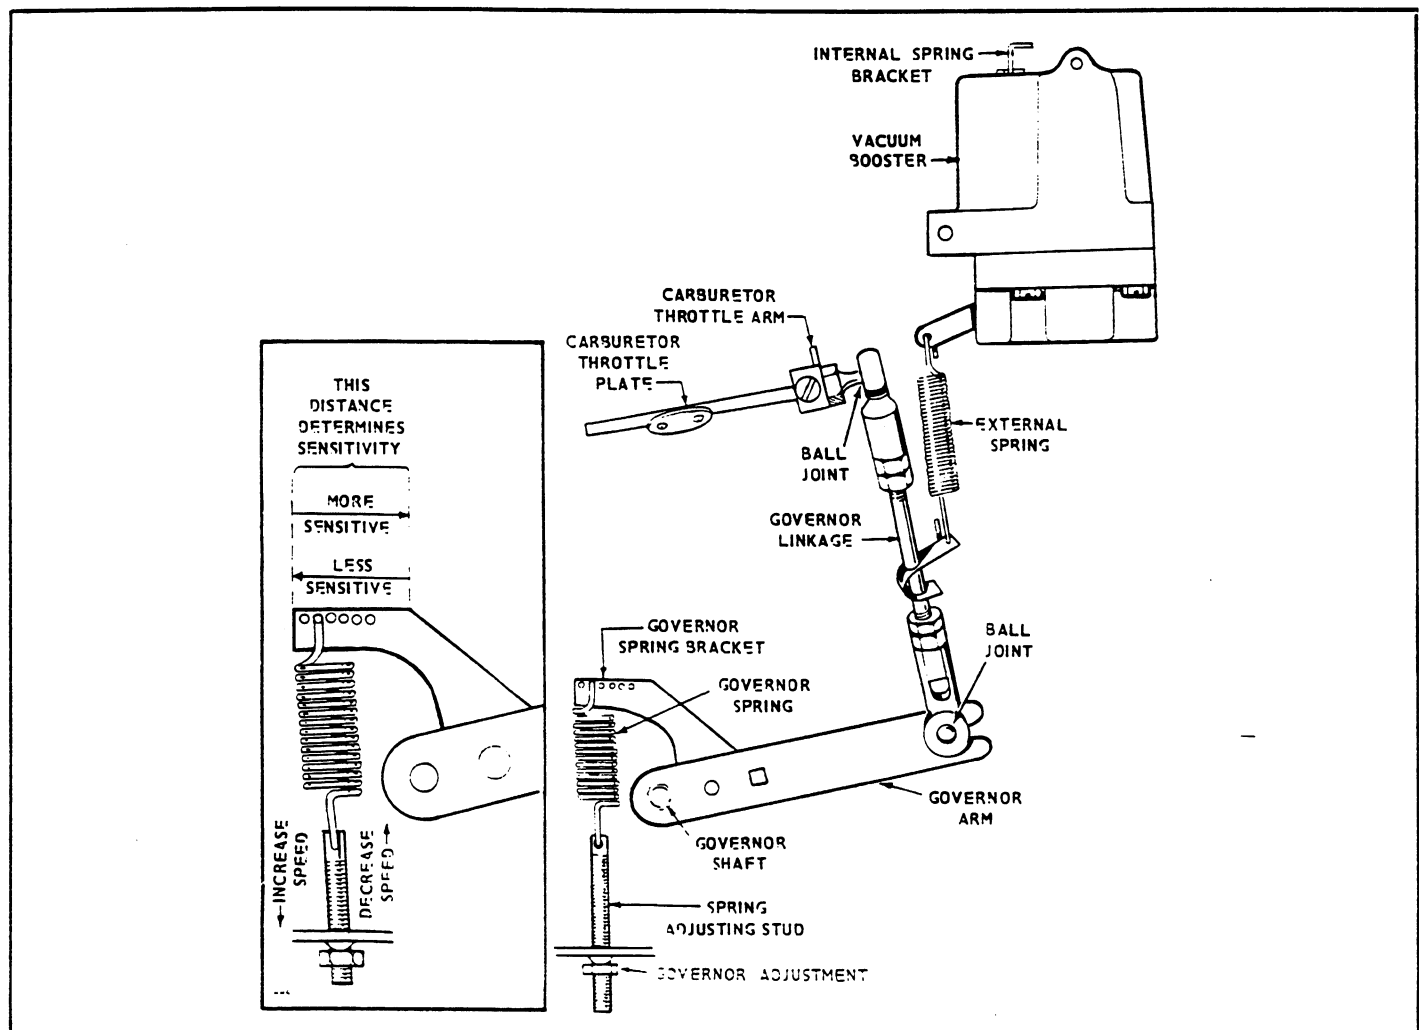 INTERNAL SPRING
BRACKET
VACUUM
BOOSTER
CARBURETOR
THROTTLE ARM
CARBURETOR
THROTTLE
PLATE
BALL
JOINT
EXTERNAL
SPRING
GOVERNOR
LINKAGE
BALL
JOINT
GOVERNOR
SPRING BRACKET
GOVERNOR
SPRING
GOVERNOR
ARM
GOVERNOR
SHAFT
SPRING
ADJUSTING STUD
GOVERNOR ADJUSTMENT
THIS
DISTANCE
DETERMINES
SENSITIVITY
MORE
SENSITIVE
LESS
SENSITIVE
INCREASE
SPEED
DECREASE
SPEED